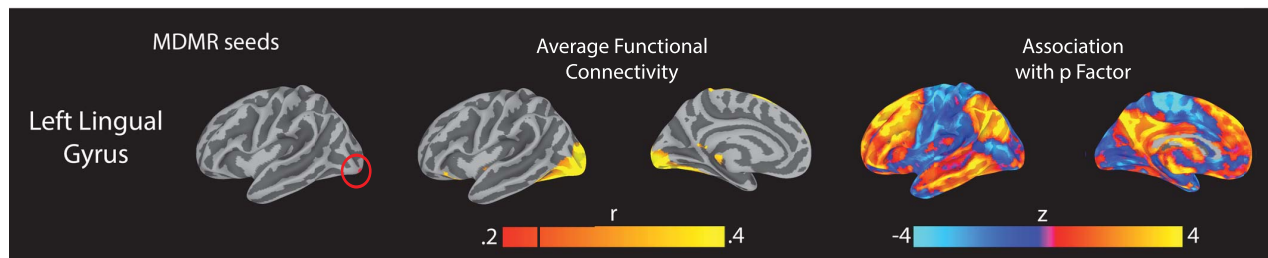 MDMR seeds
Average Functional
Connectivity
Association
with p Factor
Left Lingual
Gyrus
r
.2
.4
z
-4
4